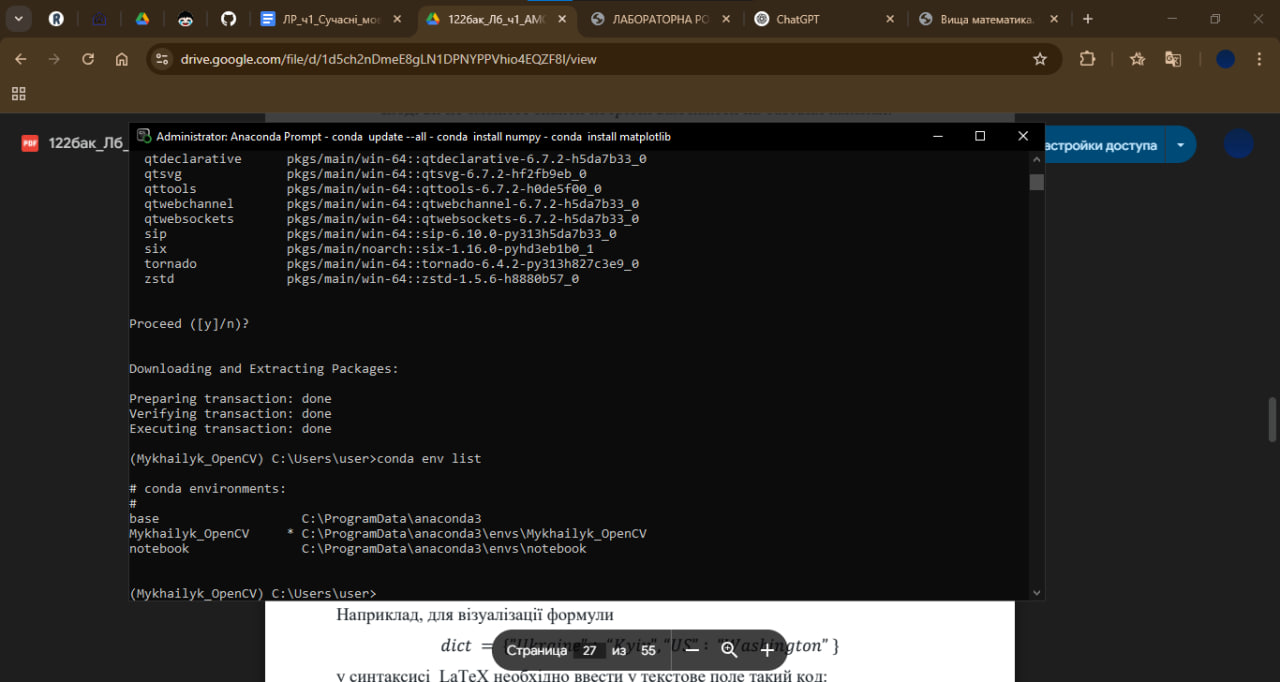 ЛР_ч1_Сучасні_мов
122бак_Лб_ч1_АМО
ЛАБОРАТОРНА РО
ChatGPT
Вища математика.
drive.google.com/file/d/1d5ch2nDmeE8gLN1DPNYPPVhio4EQZF8I/view
PDF 122бак_Лб_
астройки доступа
Administrator: Anaconda Prompt - conda update --all - conda install numpy - conda install matplotlib
qtdeclarative pkgs/main/win-64::qtdeclarative-6.7.2-h5da7b33_0
qtsvg pkgs/main/win-64::qtsvg-6.7.2-hf2fb9eb_0
qttools pkgs/main/win-64::qttools-6.7.2-h0de5f00_0
qtwebchannel pkgs/main/win-64::qtwebchannel-6.7.2-h5da7b33_0
qtwebsockets pkgs/main/win-64::qtwebsockets-6.7.2-h5da7b33_0
sip pkgs/main/win-64::sip-6.10.0-py313h5da7b33_0
six pkgs/main/noarch::six-1.16.0-pyhd3eb1b0_1
tornado pkgs/main/win-64::tornado-6.4.2-py313h827c3e9_0
zstd pkgs/main/win-64::zstd-1.5.6-h8880b57_0
Proceed ([y]/n)?
Downloading and Extracting Packages:
Preparing transaction: done
Verifying transaction: done
Executing transaction: done
(Mykhailyk_OpenCV) C:\Users\user>conda env list
# conda environments:
#
base C:\ProgramData\anaconda3
Mykhailyk_OpenCV * C:\ProgramData\anaconda3\envs\Mykhailyk_OpenCV
notebook C:\ProgramData\anaconda3\envs\notebook
(Mykhailyk_OpenCV) C:\Users\user>
Наприклад, для візуалізації формули
dict = {"Ukraine": "Kyiv", "US": "Washington" }
Страница 27 из 55
у синтаксисі LaTeX необхідно ввести у текстове поле такий код: